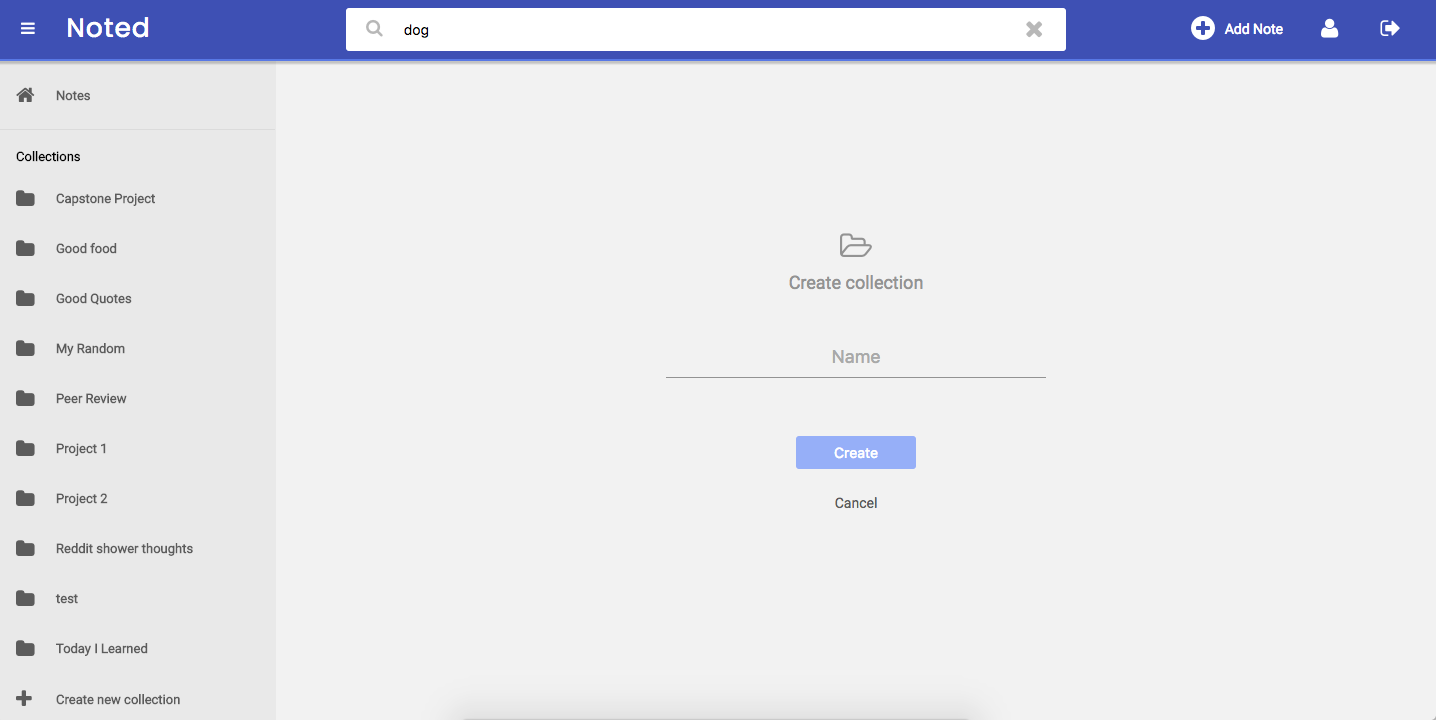 Noted
dog
Add Note
Notes
Collections
Capstone Project
Good food
Good Quotes
My Random
Peer Review
Project 1
Project 2
Reddit shower thoughts
test
Today I Learned
Create new collection
Create collection
Name
Create
Cancel